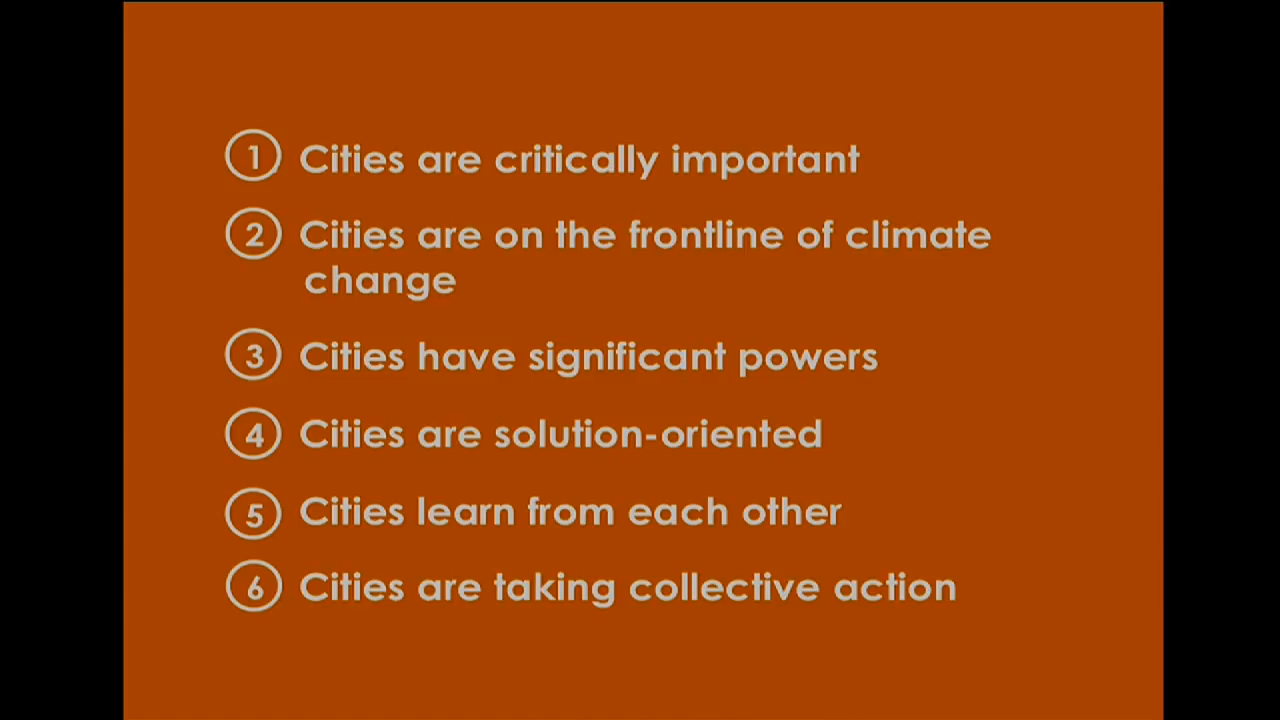 1 Cities are critically important
2 Cities are on the frontline of climate
change
3 Cities have significant powers
4 Cities are solution-oriented
5 Cities learn from each other
6 Cities are taking collective action